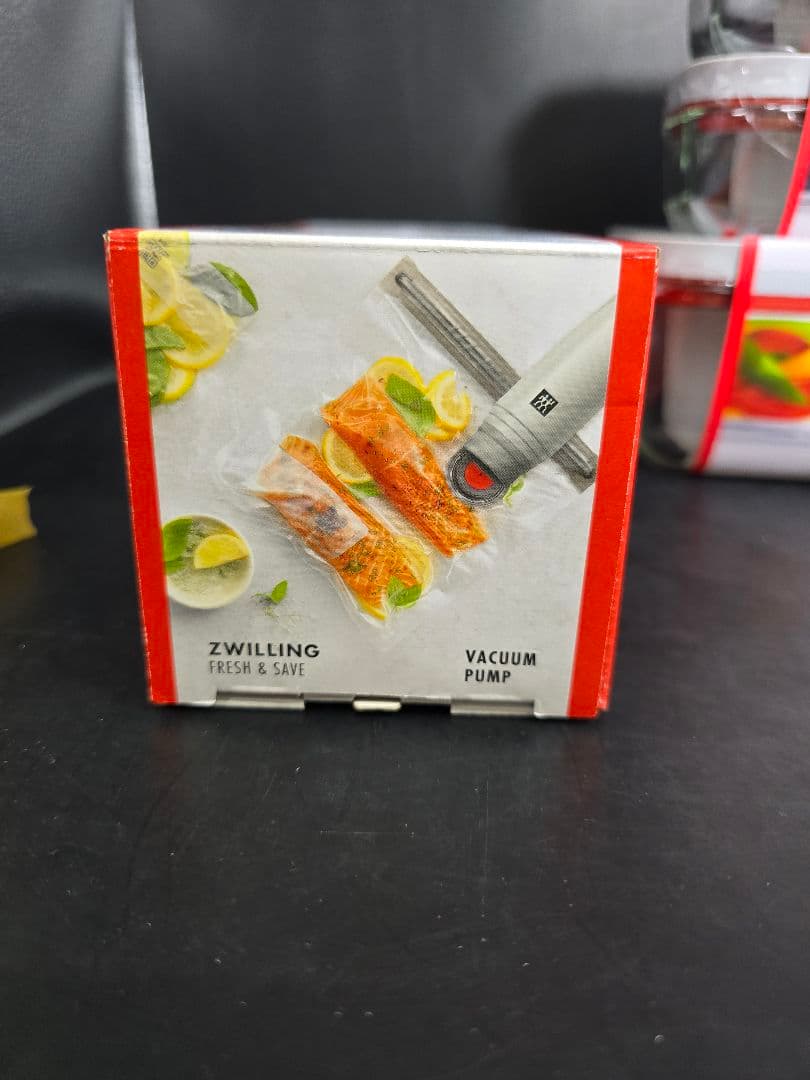 ZWILLING
FRESH & SAVE
VACUUM
PUMP